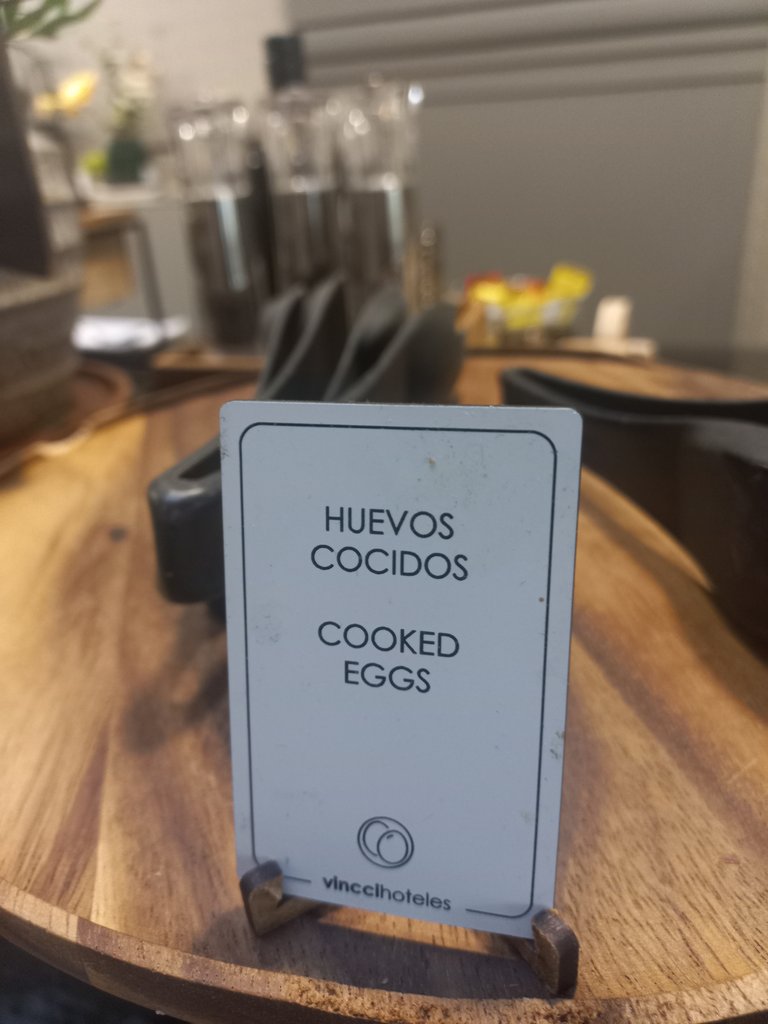 HUEVOS
COCIDOS
COOKED
EGGS
vinccihoteles